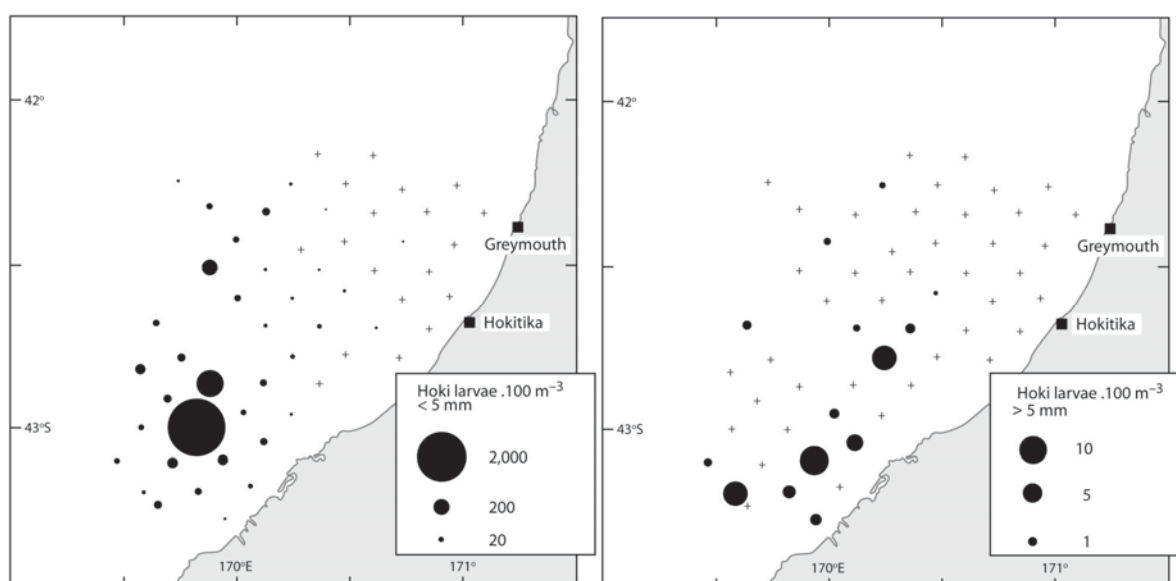 42°
Greymouth
Hokitika
Hoki larvae .100 m⁻³
< 5 mm
2,000
200
20
43°S
170°E
171°
42°
Greymouth
Hokitika
Hoki larvae .100 m⁻³
> 5 mm
10
5
1
43°S
170°E
171°